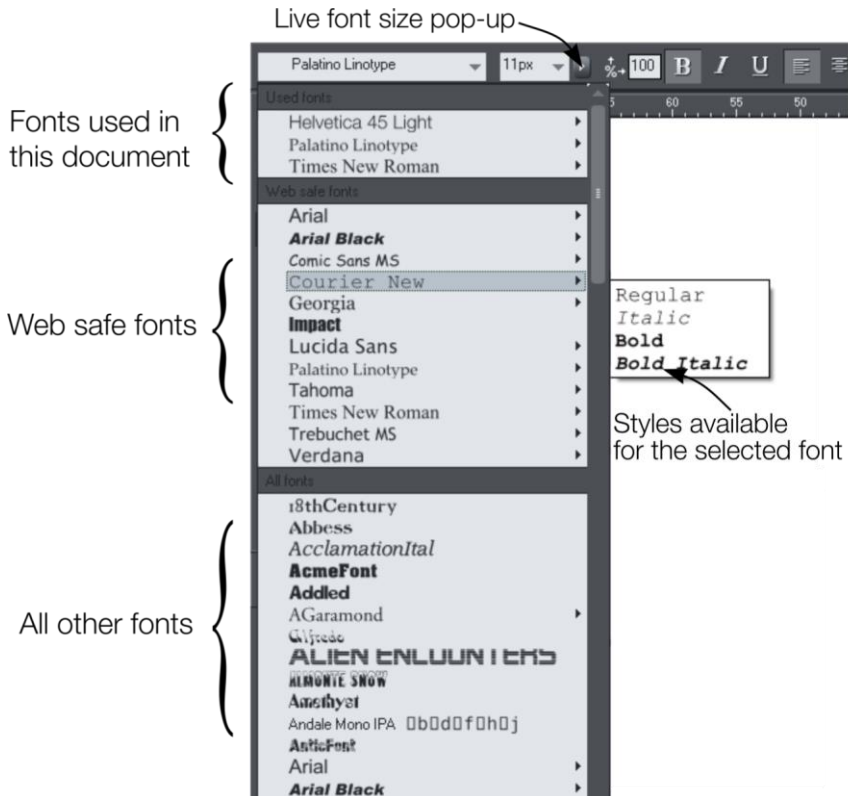 Live font size pop-up
Palatino Linotype 11px 100 B I U
60 55 50
Used fonts
Fonts used in
this document
Helvetica 45 Light
Palatino Linotype
Times New Roman
Web safe fonts
Arial
Arial Black
Comic Sans MS
Courier New
Georgia
Impact
Lucida Sans
Palatino Linotype
Tahoma
Times New Roman
Trebuchet MS
Verdana
Web safe fonts
Regular
Italic
Bold
Bold Italic
Styles available
for the selected font
All fonts
18thCentury
Abbess
AcclamationItal
AcmeFont
Addled
AGaramond
Alfredo
ALIEN ENCOUNTERS
ALMONTE SNOW
Amethyst
Andale Mono IPA
AnticFont
Arial
Arial Black
All other fonts